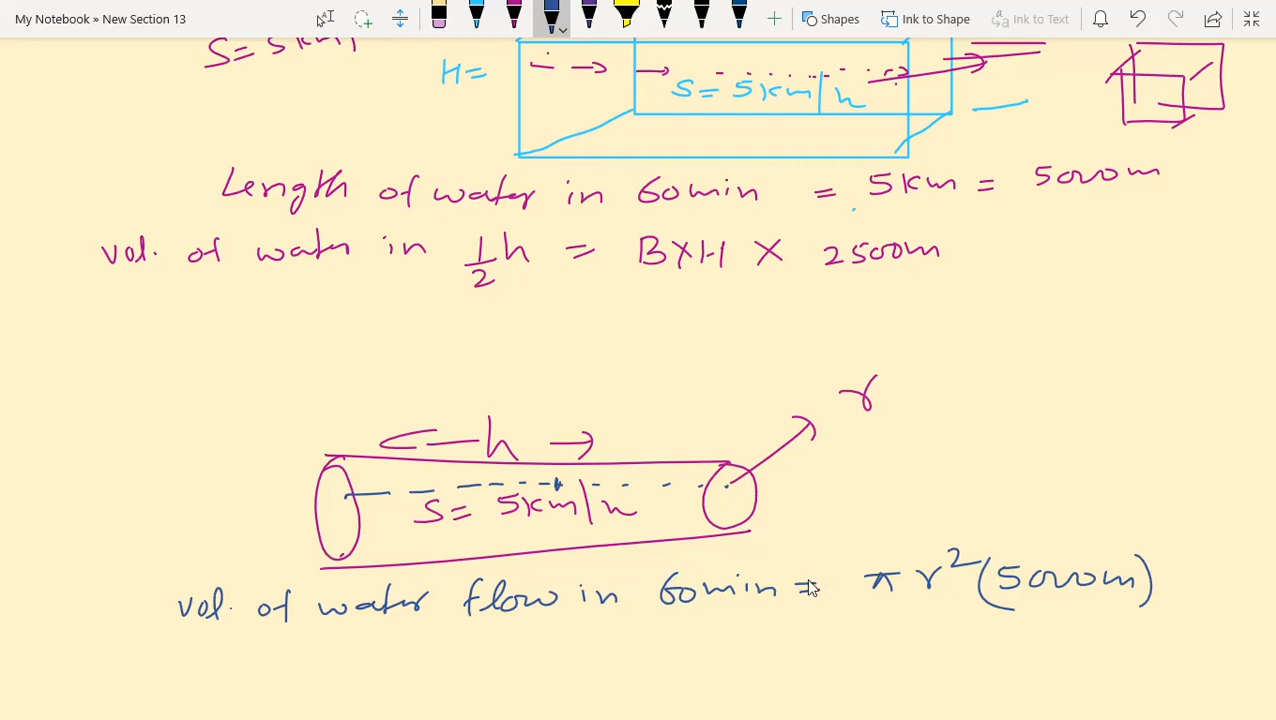 My Notebook » New Section 13
Shapes
Ink to Shape
Ink to Text
S= 5km/
H=
S= 5km/h
Length of water in 60min = 5km = 5000m
vol. of water in 1/2 h = B×H × 2500m
r
h
S= 5km/h
vol. of water flow in 60min = πr²(5000m)